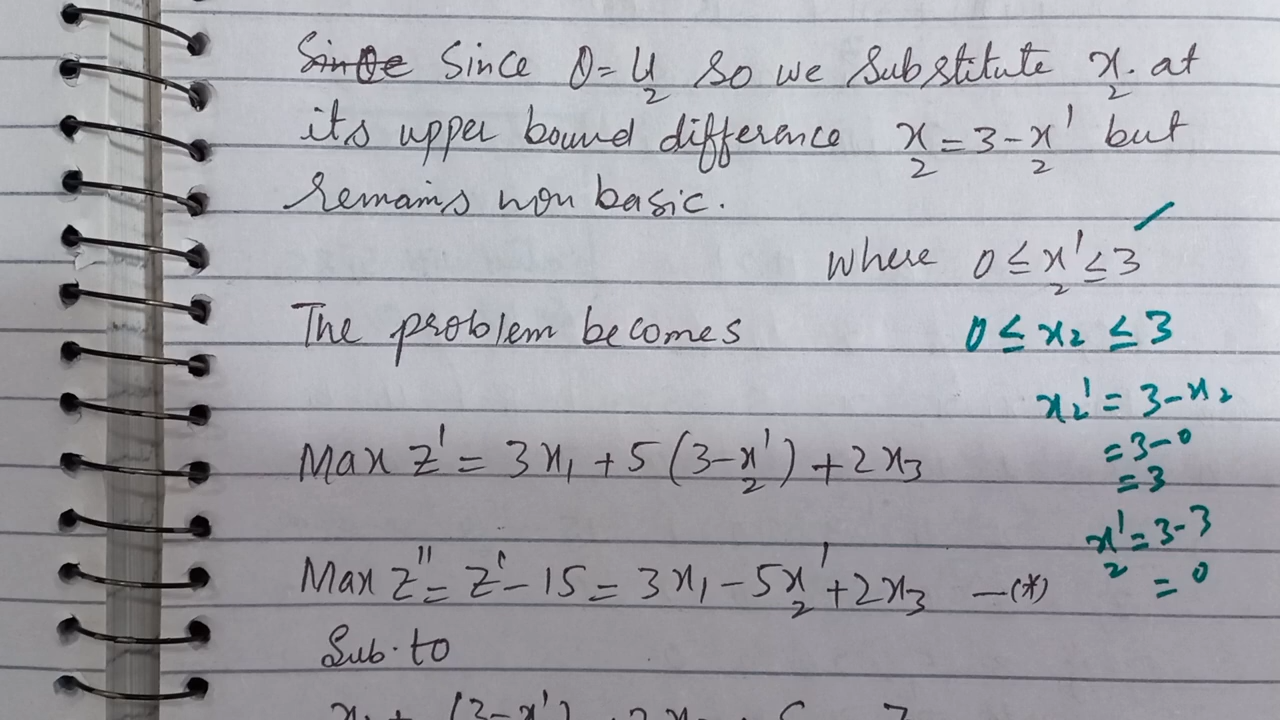 Since Since θ = u₂ so we substitute x₂. at
its upper bound difference x₂ = 3 - x₂' but
remains non basic.
where 0 ≤ x₂' ≤ 3
The problem becomes
0 ≤ x₂ ≤ 3
x₂' = 3 - x₂
= 3 - 0
= 3
Max Z' = 3x₁ + 5(3 - x₂') + 2x₃
x₂' = 3 - 3
= 0
Max Z'' = Z' - 15 = 3x₁ - 5x₂' + 2x₃ —(*)
Sub. to